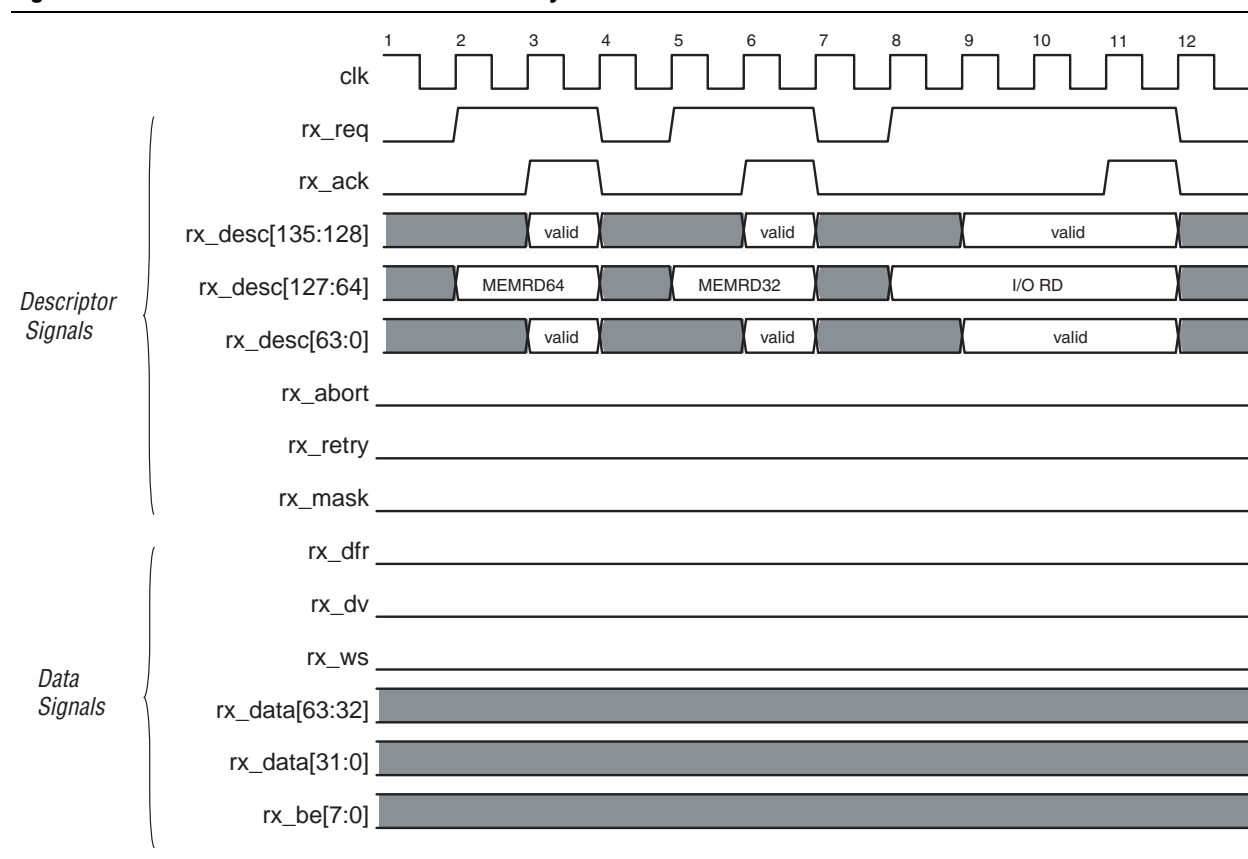 1 2 3 4 5 6 7 8 9 10 11 12
clk
rx_req
rx_ack
rx_desc[135:128] valid valid valid
rx_desc[127:64] MEMRD64 MEMRD32 I/O RD
rx_desc[63:0] valid valid valid
Descriptor
Signals
rx_abort
rx_retry
rx_mask
rx_dfr
rx_dv
rx_ws
Data
Signals
rx_data[63:32]
rx_data[31:0]
rx_be[7:0]